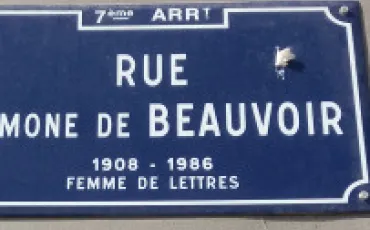 7ème ARRT
RUE
MONE DE BEAUVOIR
1908 - 1986
FEMME DE LETTRES